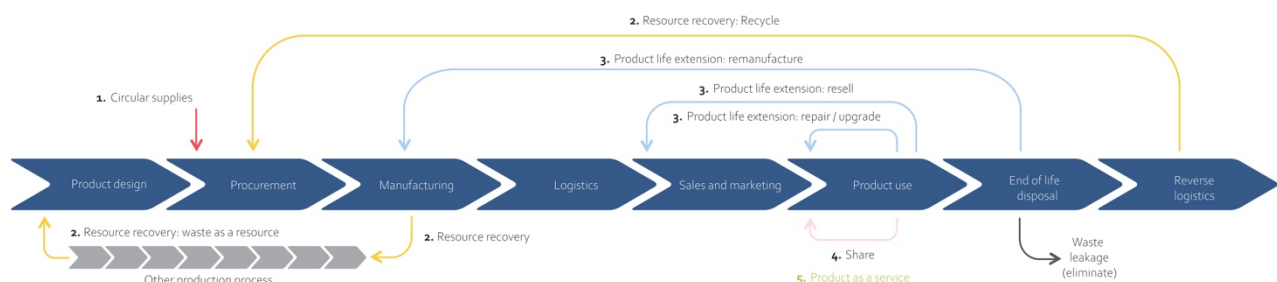 2. Resource recovery: Recycle
3. Product life extension: remanufacture
1. Circular supplies
3. Product life extension: resell
3. Product life extension: repair / upgrade
Product design
Procurement
Manufacturing
Logistics
Sales and marketing
Product use
End of life
disposal
Reverse
logistics
2. Resource recovery: waste as a resource
2. Resource recovery
Other production process
4. Share
5. Product as a service
Waste
leakage
(eliminate)